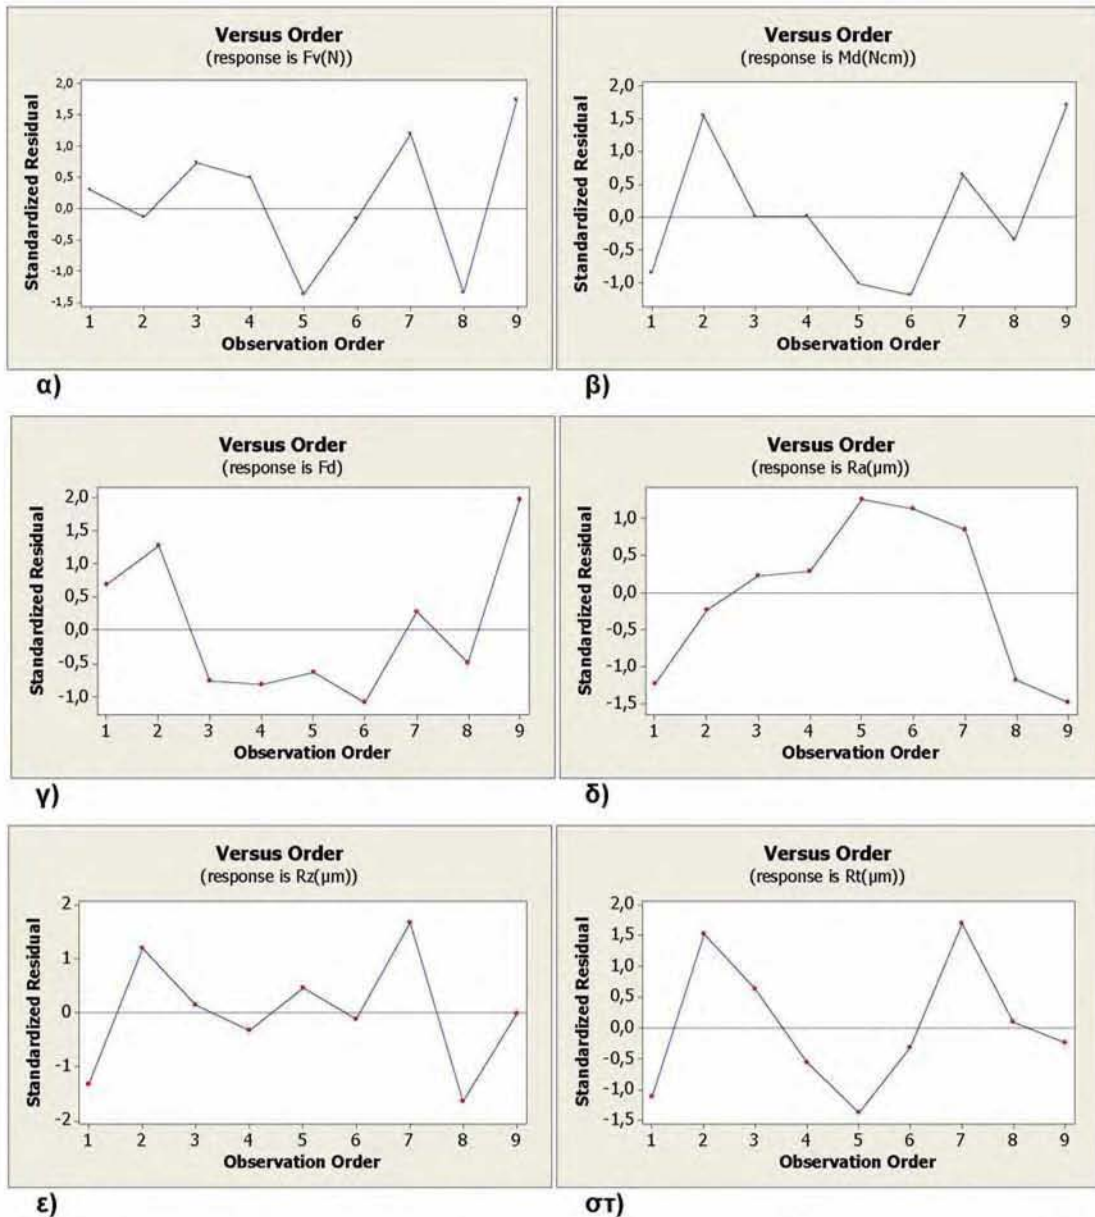 Versus Order
(response is Fv(N))
Standardized Residual
2,0
1,5
1,0
0,5
0,0
-0,5
-1,0
-1,5
1 2 3 4 5 6 7 8 9
Observation Order
α)
Versus Order
(response is Md(Ncm))
Standardized Residual
2,0
1,5
1,0
0,5
0,0
-0,5
-1,0
1 2 3 4 5 6 7 8 9
Observation Order
β)
Versus Order
(response is Fd)
Standardized Residual
2,0
1,5
1,0
0,5
0,0
-0,5
-1,0
1 2 3 4 5 6 7 8 9
Observation Order
γ)
Versus Order
(response is Ra(μm))
Standardized Residual
1,0
0,5
0,0
-0,5
-1,0
-1,5
1 2 3 4 5 6 7 8 9
Observation Order
δ)
Versus Order
(response is Rz(μm))
Standardized Residual
2
1
0
-1
-2
1 2 3 4 5 6 7 8 9
Observation Order
ε)
Versus Order
(response is Rt(μm))
Standardized Residual
2,0
1,5
1,0
0,5
0,0
-0,5
-1,0
-1,5
1 2 3 4 5 6 7 8 9
Observation Order
στ)